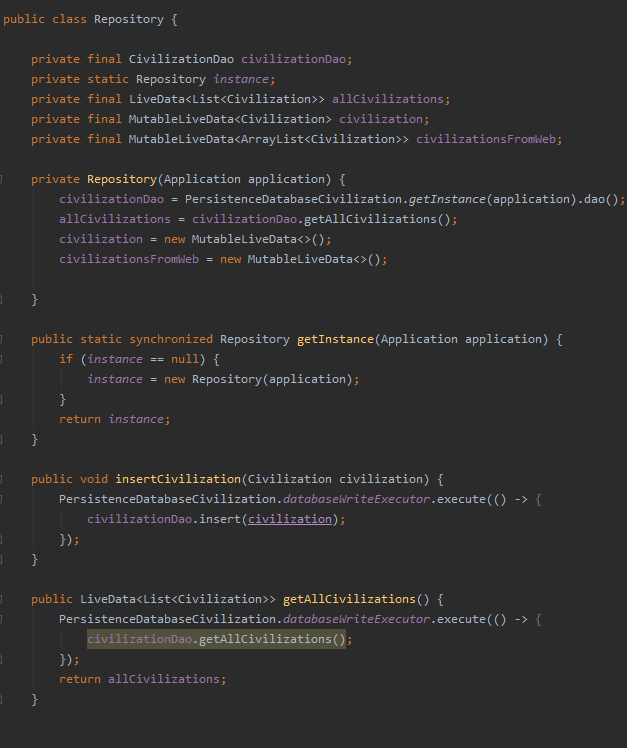 public class Repository {
private final CivilizationDao civilizationDao;
private static Repository instance;
private final LiveData<List<Civilization>> allCivilizations;
private final MutableLiveData<Civilization> civilization;
private final MutableLiveData<ArrayList<Civilization>> civilizationsFromWeb;
private Repository(Application application) {
civilizationDao = PersistenceDatabaseCivilization.getInstance(application).dao();
allCivilizations = civilizationDao.getAllCivilizations();
civilization = new MutableLiveData<>();
civilizationsFromWeb = new MutableLiveData<>();
}
public static synchronized Repository getInstance(Application application) {
if (instance == null) {
instance = new Repository(application);
}
return instance;
}
public void insertCivilization(Civilization civilization) {
PersistenceDatabaseCivilization.databaseWriteExecutor.execute(() -> {
civilizationDao.insert(civilization);
});
}
public LiveData<List<Civilization>> getAllCivilizations() {
PersistenceDatabaseCivilization.databaseWriteExecutor.execute(() -> {
civilizationDao.getAllCivilizations();
});
return allCivilizations;
}